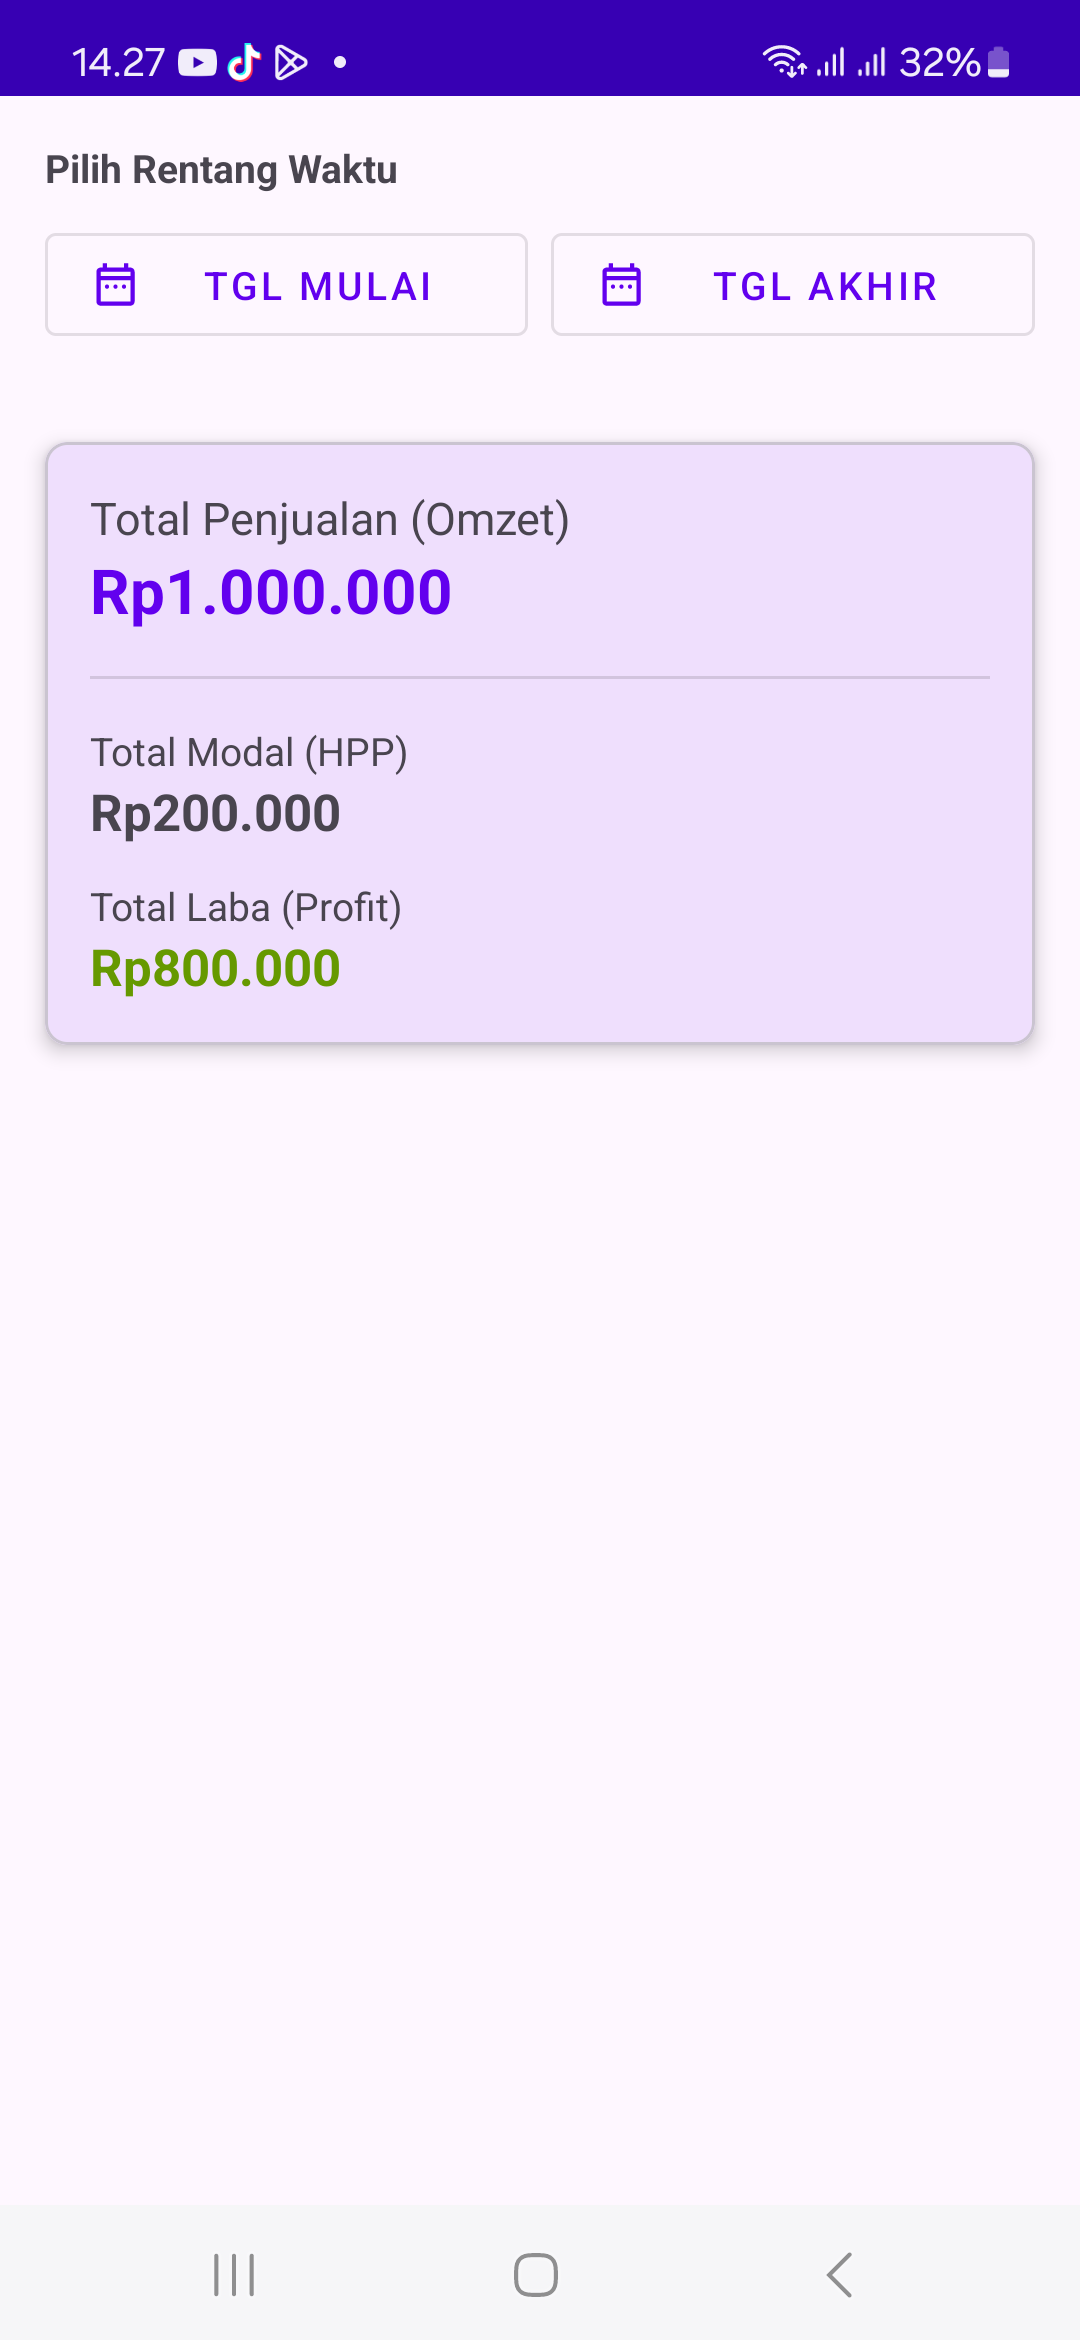 14.27
32%
Pilih Rentang Waktu
TGL MULAI
TGL AKHIR
Total Penjualan (Omzet)
Rp1.000.000
Total Modal (HPP)
Rp200.000
Total Laba (Profit)
Rp800.000